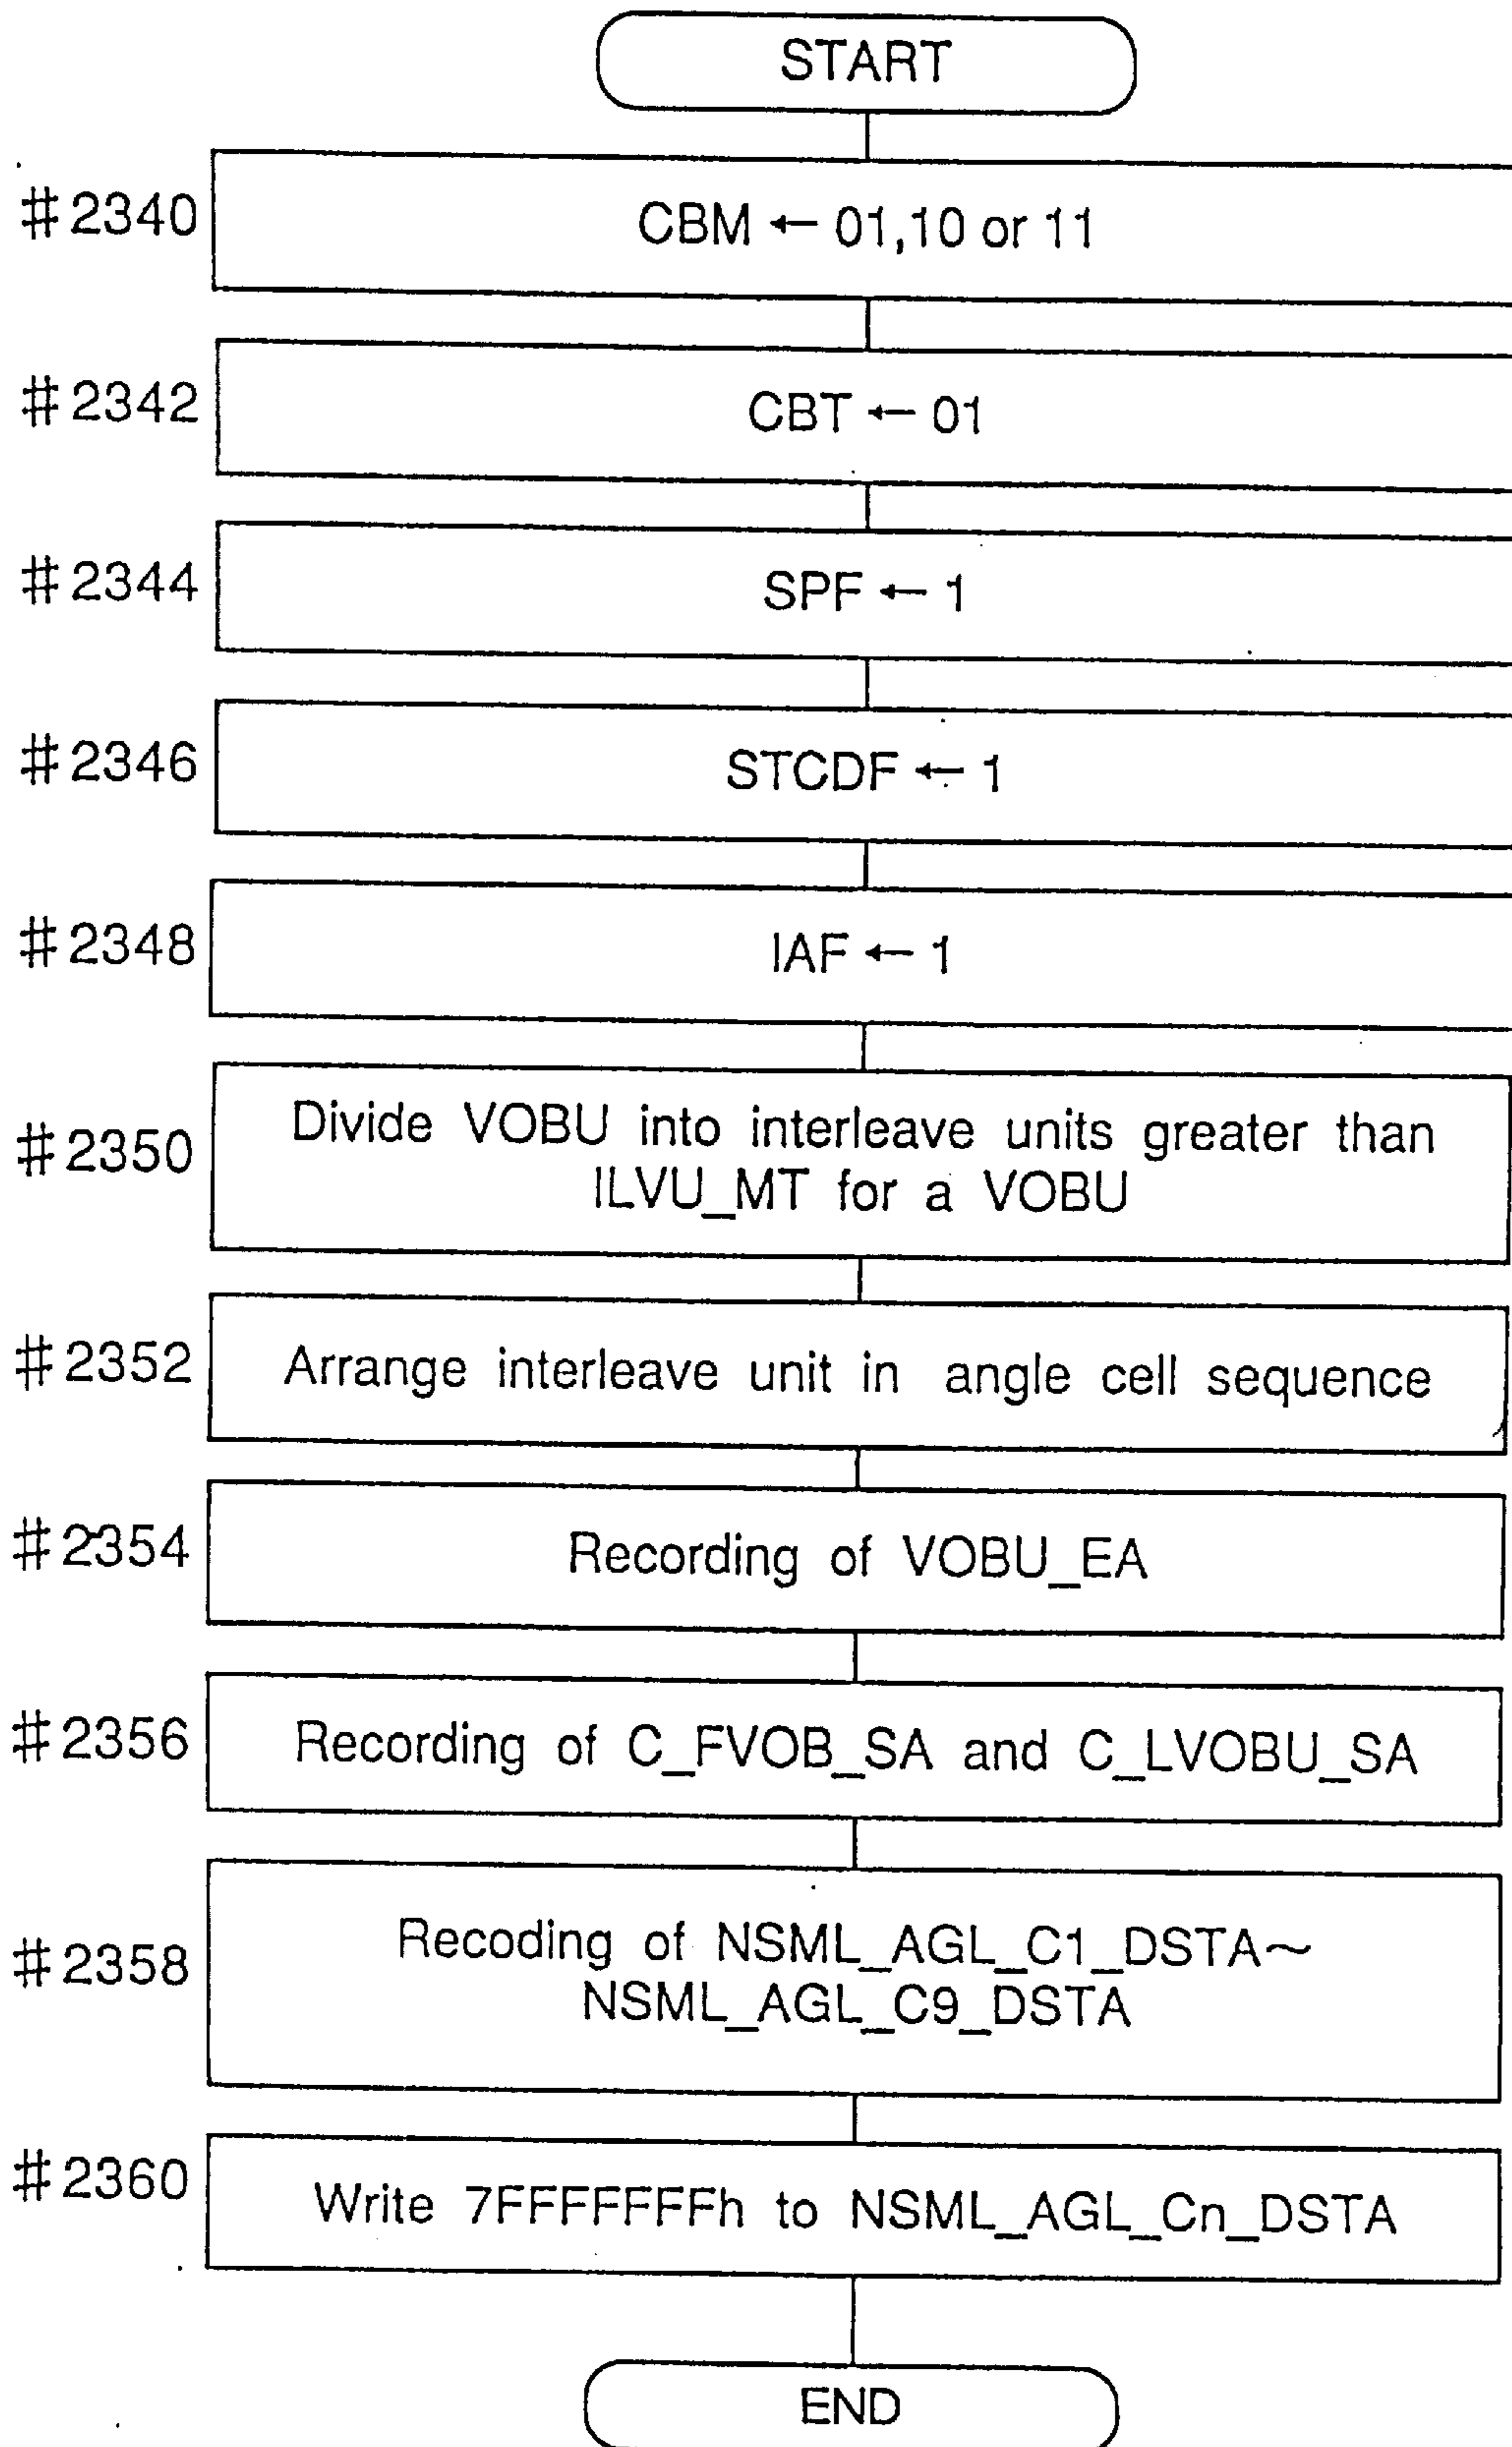 START
#2340
CBM ← 01,10 or 11
#2342
CBT ← 01
#2344
SPF ← 1
#2346
STCDF ← 1
#2348
IAF ← 1
#2350
Divide VOBU into interleave units greater than
ILVU_MT for a VOBU
#2352
Arrange interleave unit in angle cell sequence
#2354
Recording of VOBU_EA
#2356
Recording of C_FVOB_SA and C_LVOBU_SA
#2358
Recoding of NSML_AGL_C1_DSTA~
NSML_AGL_C9_DSTA
#2360
Write 7FFFFFFFh to NSML_AGL_Cn_DSTA
END